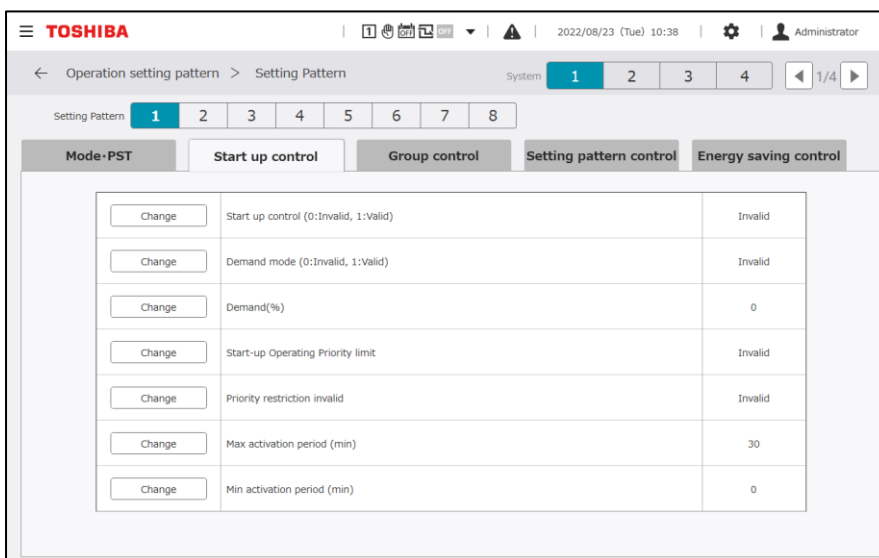 TOSHIBA 1 OFF OFF 2022/08/23 (Tue) 10:38 Administrator
← Operation setting pattern > Setting Pattern System 1 2 3 4 1/4
Setting Pattern 1 2 3 4 5 6 7 8
Mode·PST Start up control Group control Setting pattern control Energy saving control
Change Start up control (0:Invalid, 1:Valid) Invalid
Change Demand mode (0:Invalid, 1:Valid) Invalid
Change Demand(%) 0
Change Start-up Operating Priority limit Invalid
Change Priority restriction invalid Invalid
Change Max activation period (min) 30
Change Min activation period (min) 0